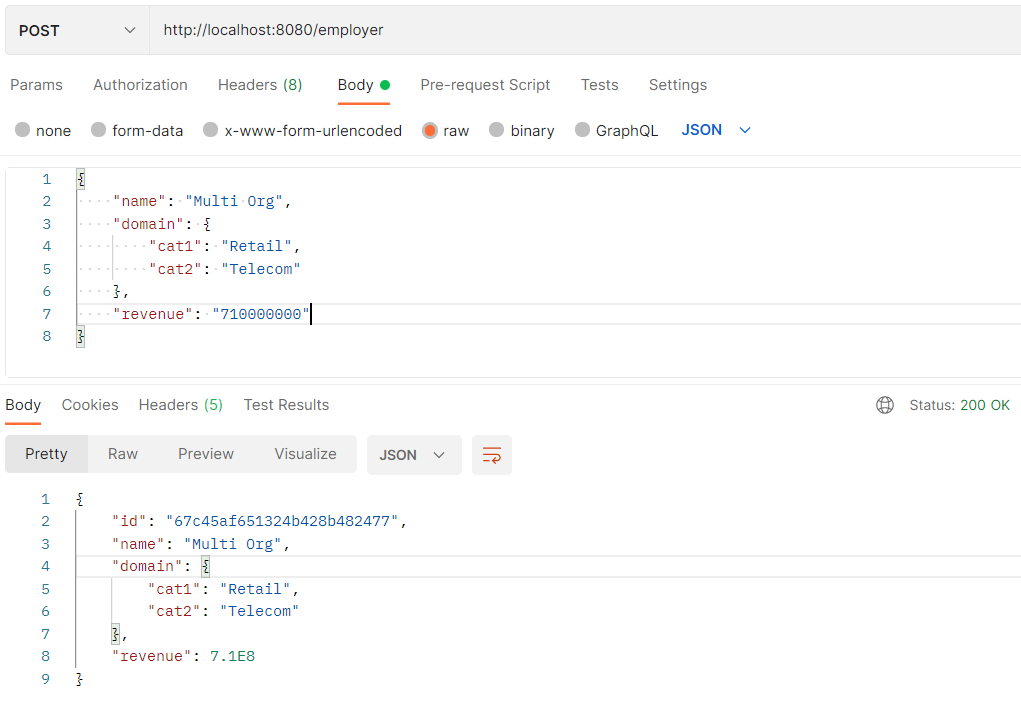 POST http://localhost:8080/employer
Params Authorization Headers (8) Body Pre-request Script Tests Settings
none form-data x-www-form-urlencoded raw binary GraphQL JSON
1 {
2 "name": "Multi Org",
3 "domain": {
4 "cat1": "Retail",
5 "cat2": "Telecom"
6 },
7 "revenue": "710000000"
8 }
Body Cookies Headers (5) Test Results Status: 200 OK
Pretty Raw Preview Visualize JSON
1 {
2 "id": "67c45af651324b428b482477",
3 "name": "Multi Org",
4 "domain": {
5 "cat1": "Retail",
6 "cat2": "Telecom"
7 },
8 "revenue": 7.1E8
9 }